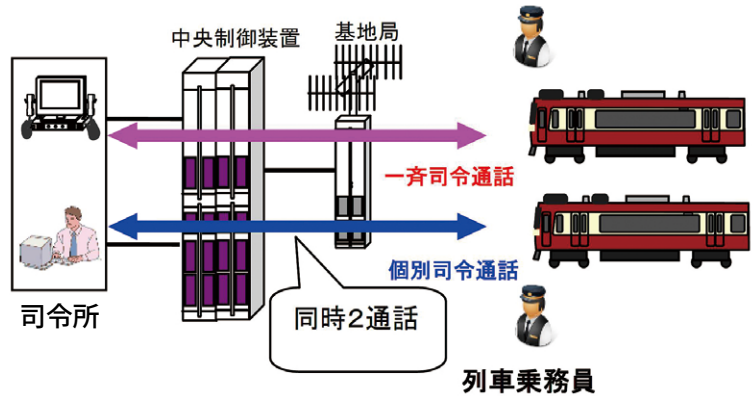 中央制御装置
基地局
一斉司令通話
個別司令通話
同時2通話
司令所
列車乗務員